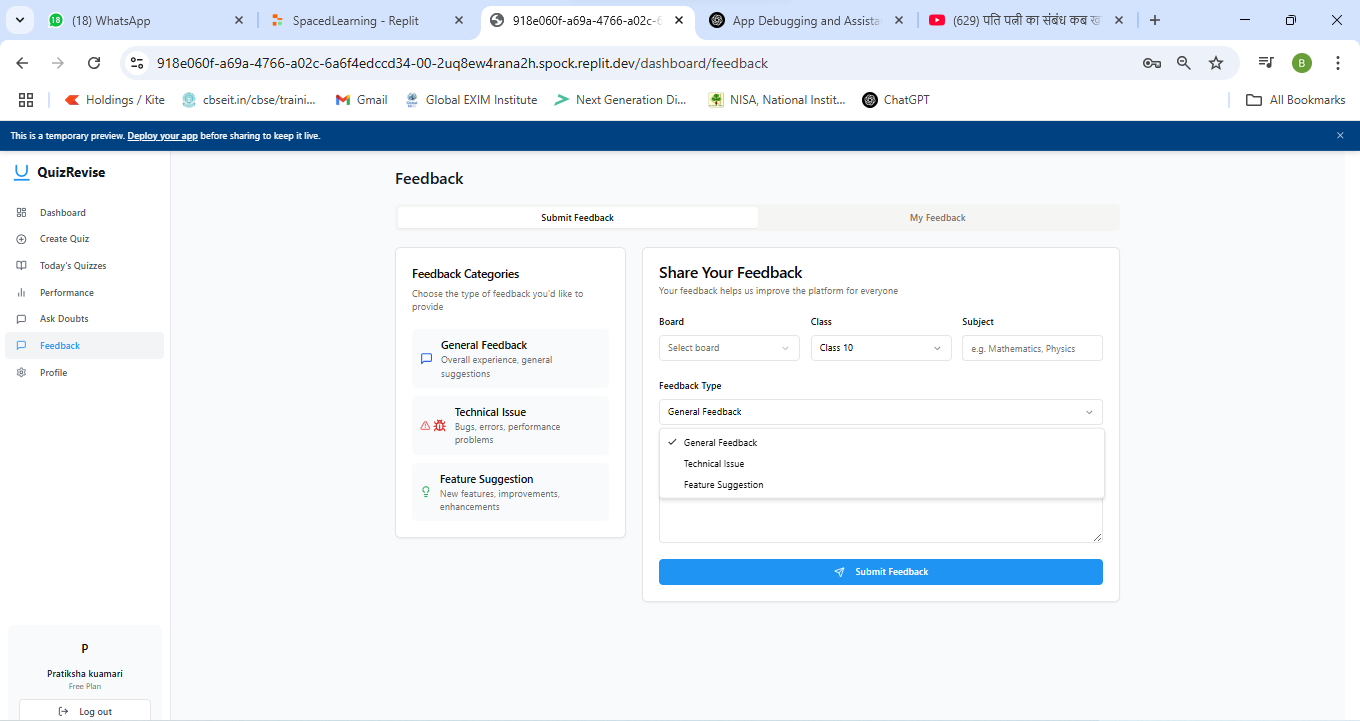 (18) WhatsApp
SpacedLearning - Replit
918e060f-a69a-4766-a02c-6
App Debugging and Assista
(629) पति पत्नी का संबंध कब ख
918e060f-a69a-4766-a02c-6a6f4edccd34-00-2uq8ew4rana2h.spock.replit.dev/dashboard/feedback
B
Holdings / Kite
cbseit.in/cbse/traini...
Gmail
Global EXIM Institute
Next Generation Di...
NISA, National Instit...
ChatGPT
All Bookmarks
This is a temporary preview. Deploy your app before sharing to keep it live.
QuizRevise
Dashboard
Create Quiz
Today's Quizzes
Performance
Ask Doubts
Feedback
Profile
P
Pratiksha kuamari
Free Plan
Log out
Feedback
Submit Feedback
My Feedback
Feedback Categories
Choose the type of feedback you'd like to
provide
General Feedback
Overall experience, general
suggestions
Technical Issue
Bugs, errors, performance
problems
Feature Suggestion
New features, improvements,
enhancements
Share Your Feedback
Your feedback helps us improve the platform for everyone
Board
Class
Subject
Select board
Class 10
e.g. Mathematics, Physics
Feedback Type
General Feedback
General Feedback
Technical Issue
Feature Suggestion
Submit Feedback